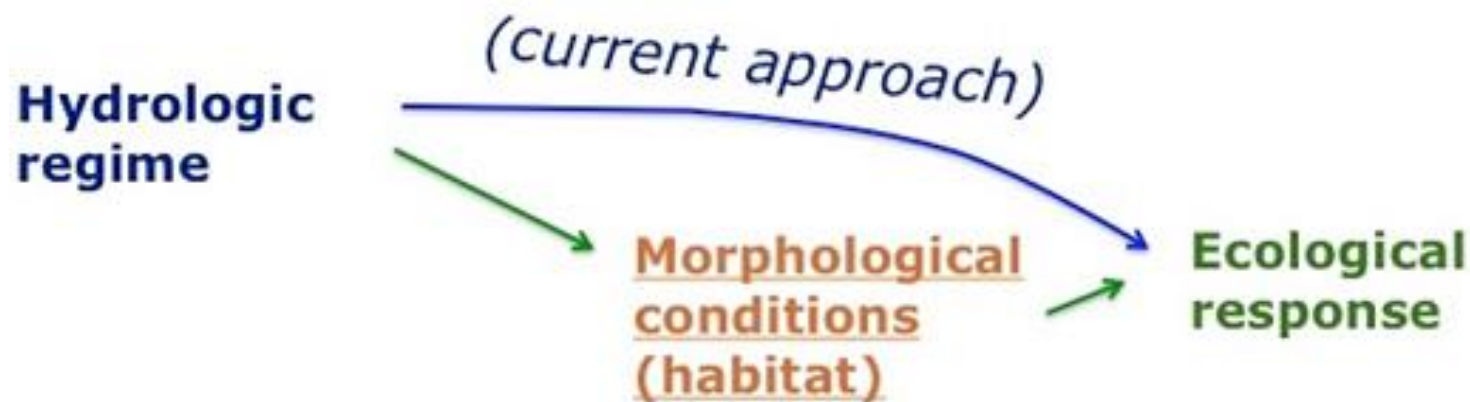 (current approach)
Hydrologic
regime
Morphological
conditions
(habitat)
Ecological
response